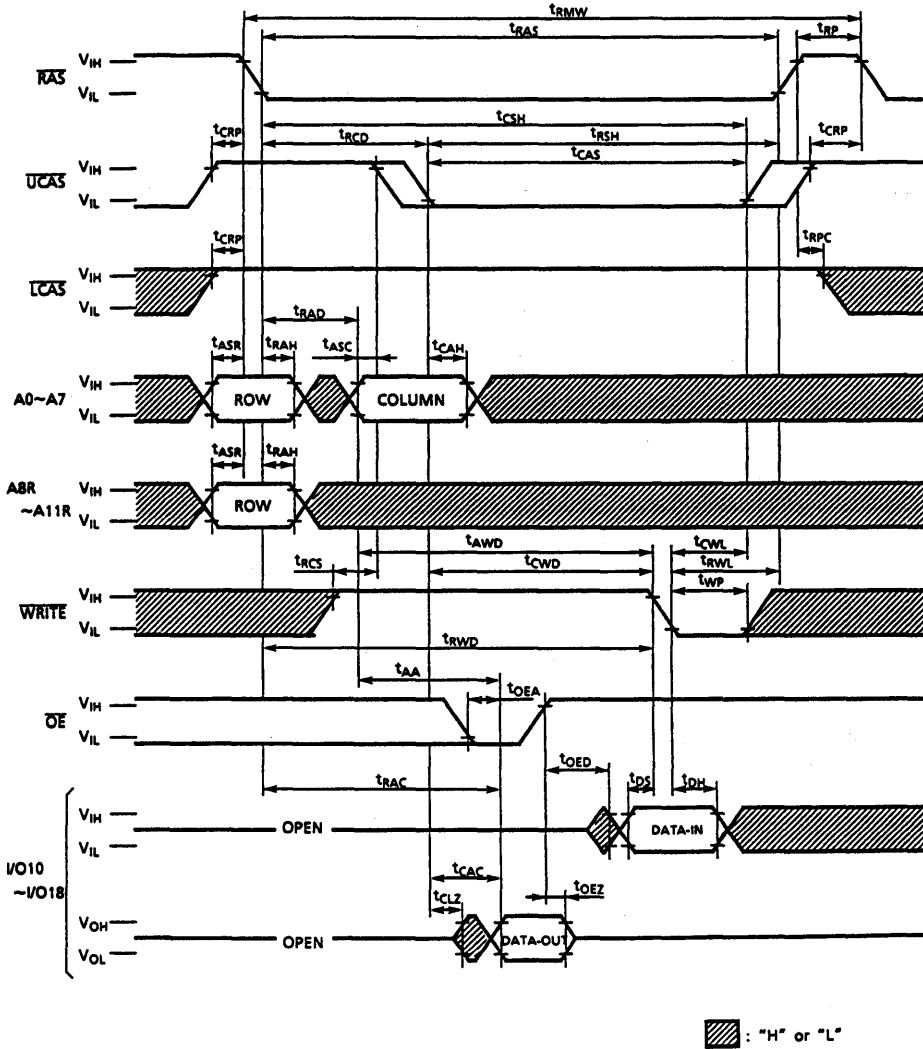 tRMW
tRAS
tRP
RAS
VIH
VIL
tCSH
tCRP
tRCD
tRSH
tCRP
tCAS
UCAS
VIH
VIL
tCRP
tRPC
LCAS
VIH
VIL
tRAD
tASR
tRAH
tASC
tCAH
A0~A7
VIH
VIL
ROW
COLUMN
tASR
tRAH
A8R
~A11R
VIH
VIL
ROW
tAWD
tCWL
tRCS
tCWD
tRWL
tWP
WRITE
VIH
VIL
tRWD
tAA
tOEA
OE
VIH
VIL
tOED
tRAC
tDS
tDH
VIH
VIL
OPEN
DATA-IN
I/O10
~I/O18
tCAC
tOEZ
tCLZ
VOH
VOL
OPEN
DATA-OUT
: "H" or "L"